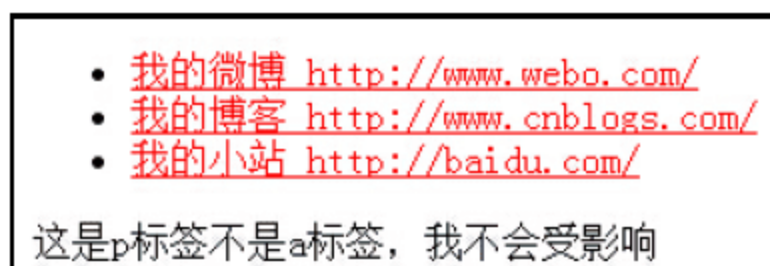 我的微博 http://www.webo.com/
我的博客 http://www.cnblogs.com/
我的小站 http://baidu.com/
这是p标签不是a标签，我不会受影响